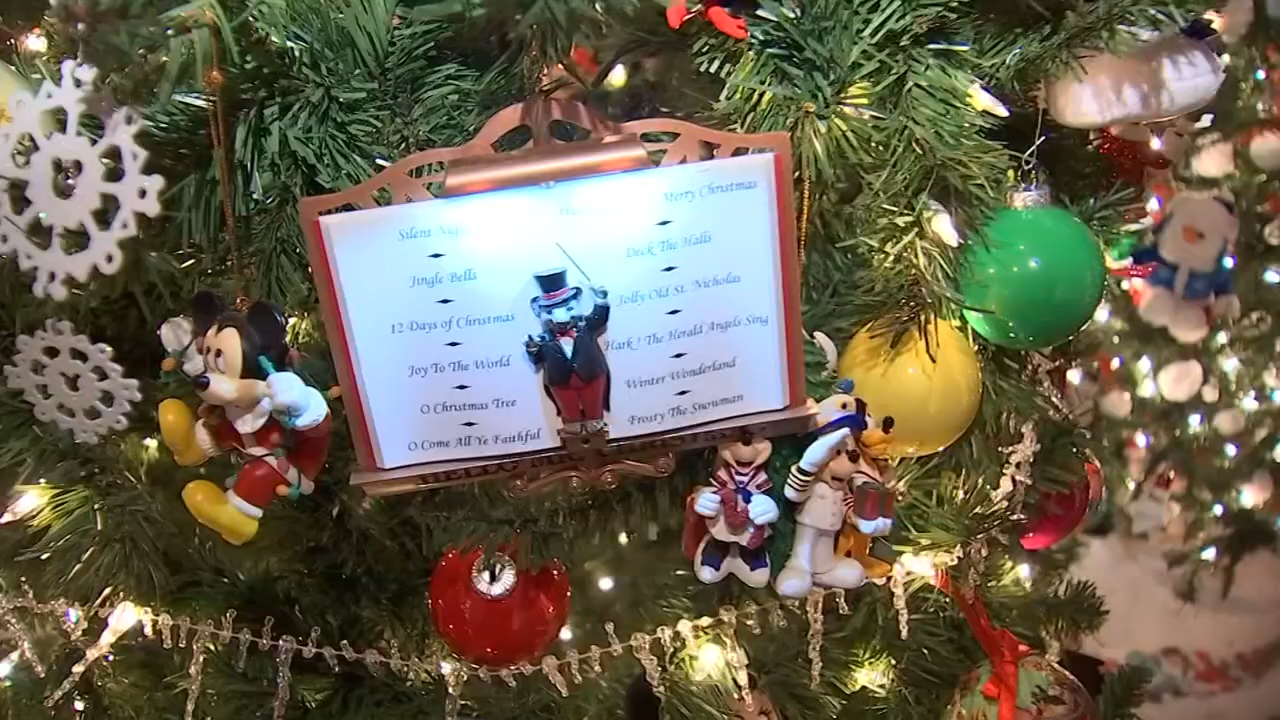 Silent
Jingle Bells
12 Days of Christmas
Joy To The World
O Christmas Tree
O Come All Ye Faithful
Merry Christmas
Deck The Halls
Jolly Old St. Nicholas
Hark! The Herald Angels Sing
Winter Wonderland
Frosty The Snowman